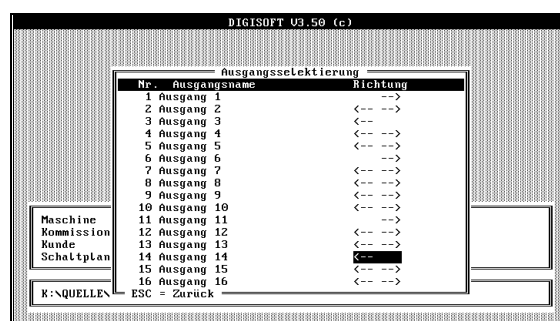 DIGISOFT V3.50 (c)
Ausgangsselektierung
Nr. Ausgangsname Richtung
1 Ausgang 1 -->
2 Ausgang 2 <-- -->
3 Ausgang 3 <--
4 Ausgang 4 <-- -->
5 Ausgang 5 <-- -->
6 Ausgang 6 -->
7 Ausgang 7 <-- -->
8 Ausgang 8 <-- -->
9 Ausgang 9 <-- -->
10 Ausgang 10 <-- -->
11 Ausgang 11 -->
12 Ausgang 12 <-- -->
13 Ausgang 13 <-- -->
14 Ausgang 14 <--
15 Ausgang 15 <-- -->
16 Ausgang 16 <-- -->
ESC = Zurück
Maschine
Kommission
Kunde
Schaltplan
K:\QUELLE\